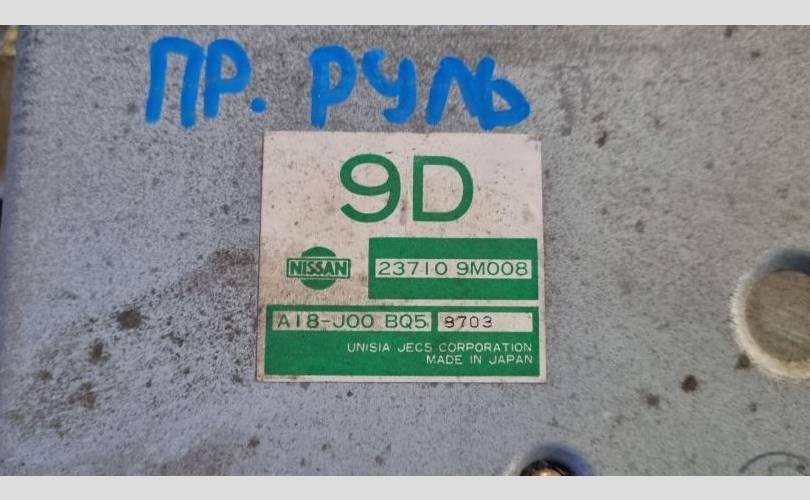 ПР. РУЛЬ
9D
NISSAN
23710 9M008
A18-J00 BQ5 8703
UNISIA JECS CORPORATION
MADE IN JAPAN